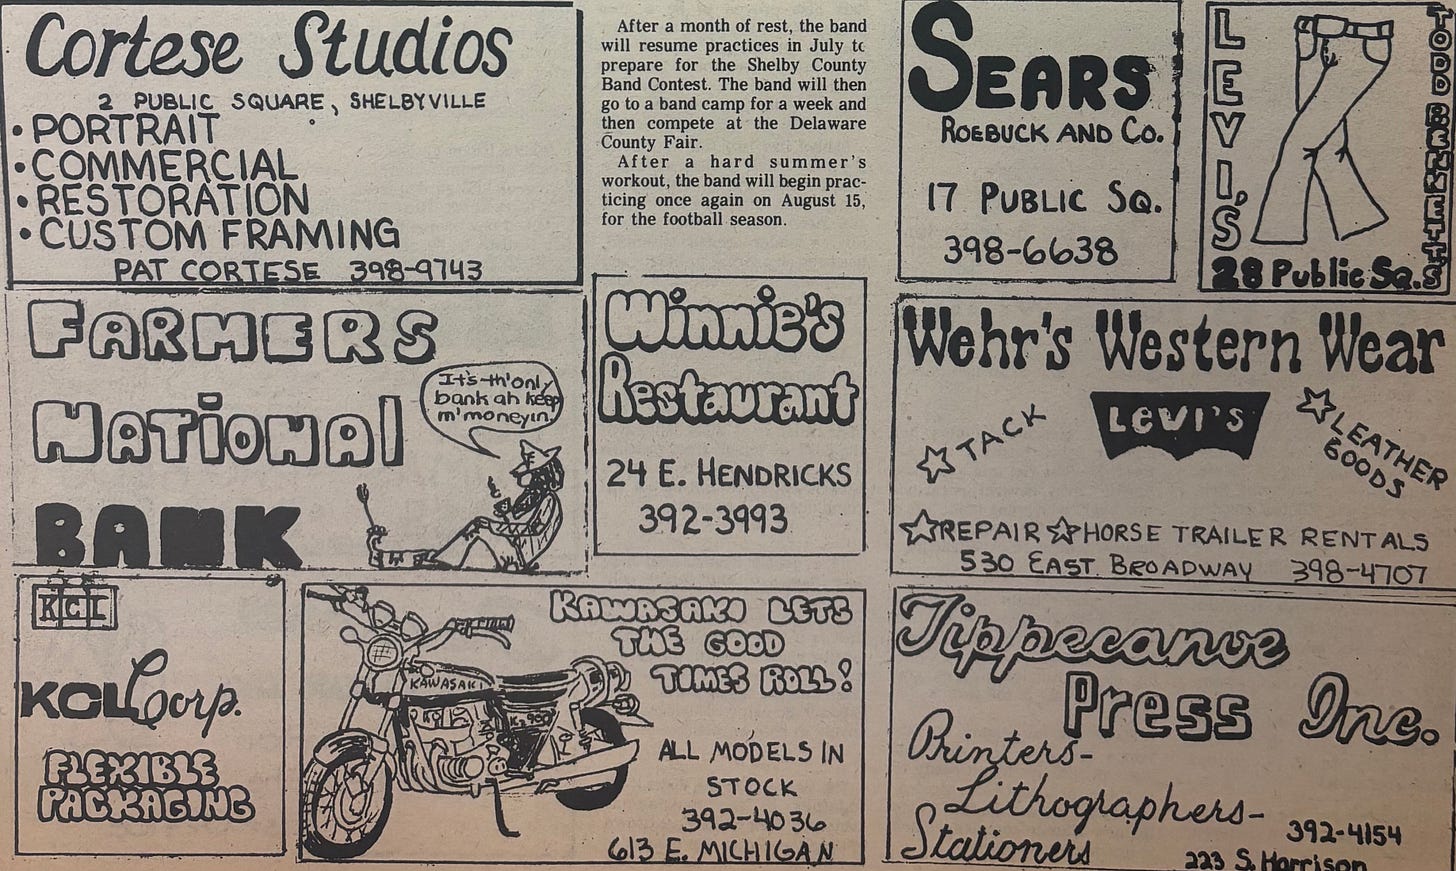 Cortese Studios
2 PUBLIC SQUARE, SHELBYVILLE
• PORTRAIT
• COMMERCIAL
• RESTORATION
• CUSTOM FRAMING
PAT CORTESE 398-9743
After a month of rest, the band
will resume practices in July to
prepare for the Shelby County
Band Contest. The band will then
go to a band camp for a week and
then compete at the Delaware
County Fair.
After a hard summer's
workout, the band will begin prac-
ticing once again on August 15,
for the football season.
SEARS
ROEBUCK AND CO.
17 PUBLIC SQ.
398-6638
LEVI'S
TODD BENNETT'S
28 Public Sq.
FARMERS
NATIONAL
BANK
It's th' only
bank ah keep
m' money in.
Winnie's
Restaurant
24 E. HENDRICKS
392-3993
Wehr's Western Wear
LEVI'S
☆ TACK
☆ LEATHER
GOODS
☆ REPAIR ☆ HORSE TRAILER RENTALS
530 EAST BROADWAY 398-4707
KCL
KCL Corp.
FLEXIBLE
PACKAGING
KAWASAKI LETS
THE GOOD
TIMES ROLL!
KAWASAKI
ALL MODELS IN
STOCK
392-4036
613 E. MICHIGAN
Tippecanoe
Press Inc.
Printers-
Lithographers-
Stationers
392-4154
223 S. Harrison